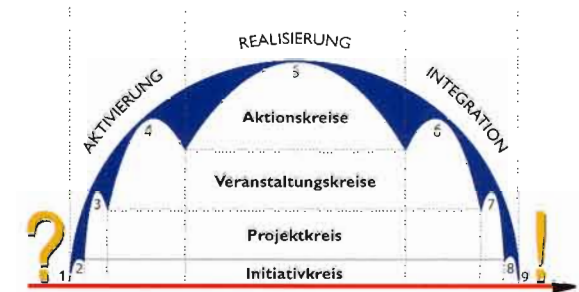 REALISIERUNG
AKTIVIERUNG
INTEGRATION
5
4
Aktionskreise
6
Veranstaltungskreise
3
7
?
Projektkreis
!
1
2
Initiativkreis
8
9